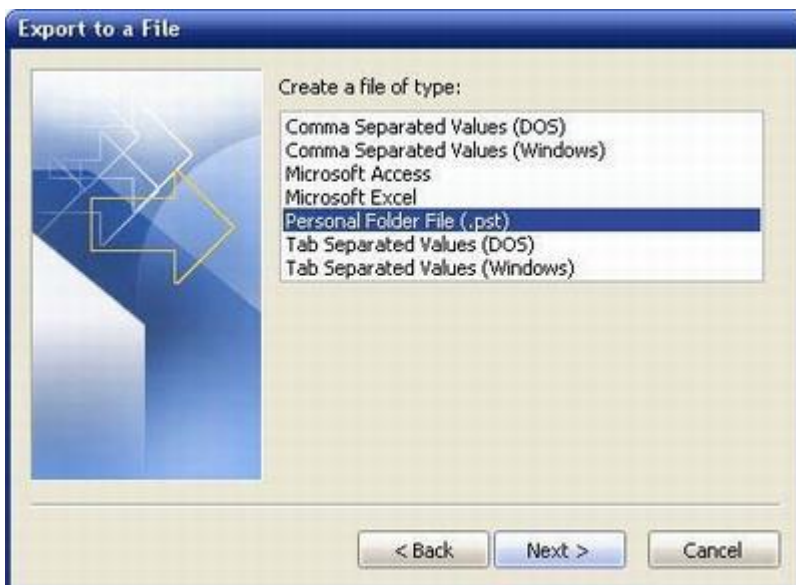 Export to a File
Create a file of type:
Comma Separated Values (DOS)
Comma Separated Values (Windows)
Microsoft Access
Microsoft Excel
Personal Folder File (.pst)
Tab Separated Values (DOS)
Tab Separated Values (Windows)
< Back
Next >
Cancel